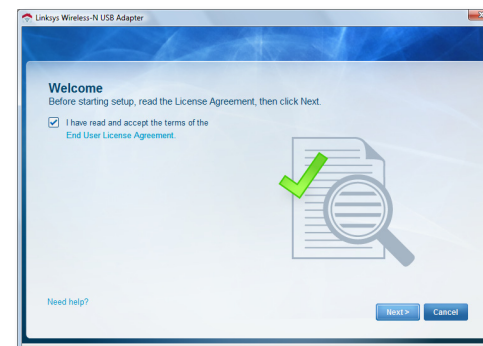 Linksys Wireless-N USB Adapter
Welcome
Before starting setup, read the License Agreement, then click Next.
I have read and accept the terms of the
End User License Agreement.
Need help?
Next >
Cancel